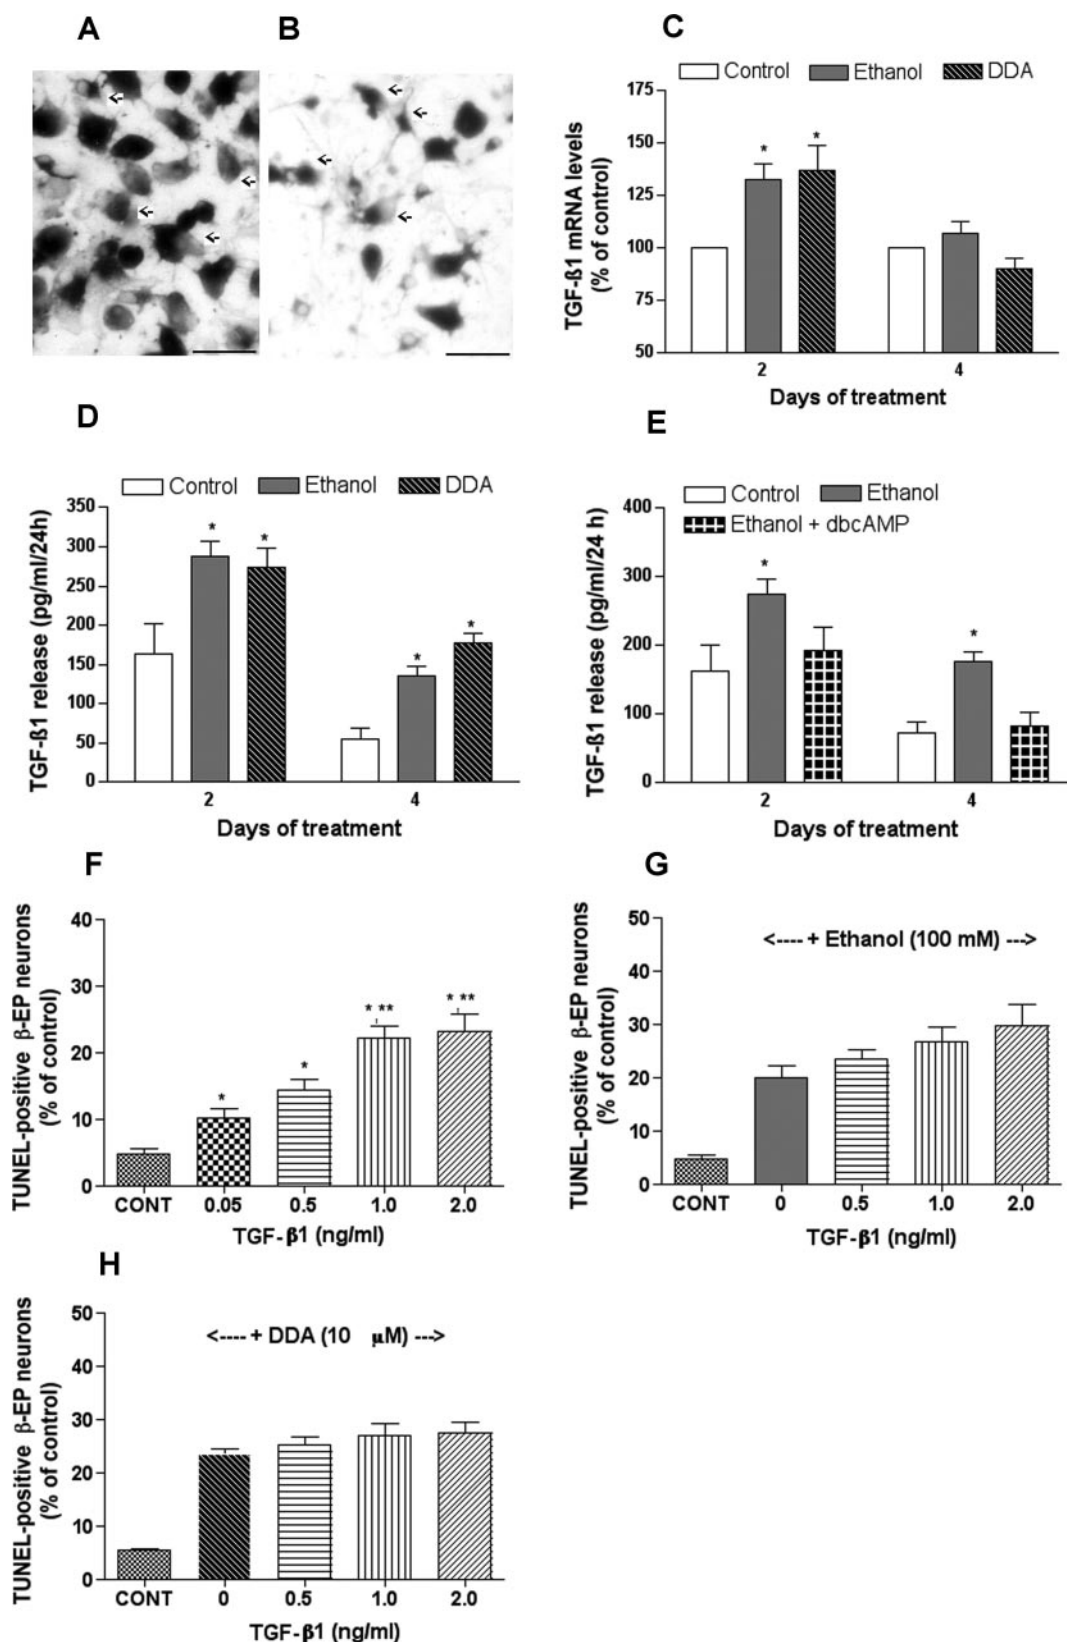 A
B
C
Control Ethanol DDA
TGF-ß1 mRNA levels
(% of control)
175
150
125
100
75
50
* *
2 4
Days of treatment
D
Control Ethanol DDA
TGF-ß1 release (pg/ml/24h)
350
300
250
200
150
100
50
0
* *
* *
2 4
Days of treatment
E
Control Ethanol
Ethanol + dbcAMP
TGF-ß1 release (pg/ml/24 h)
400
300
200
100
0
*
*
2 4
Days of treatment
F
TUNEL-positive β-EP neurons
(% of control)
40
30
20
10
0
* * * ** * **
CONT 0.05 0.5 1.0 2.0
TGF-β1 (ng/ml)
G
TUNEL-positive β-EP neurons
(% of control)
50
40
30
20
10
0
<---- + Ethanol (100 mM) --->
CONT 0 0.5 1.0 2.0
TGF-β1 (ng/ml)
H
TUNEL-positive β-EP neurons
(% of control)
50
40
30
20
10
0
<---- + DDA (10 μM) --->
CONT 0 0.5 1.0 2.0
TGF-β1 (ng/ml)